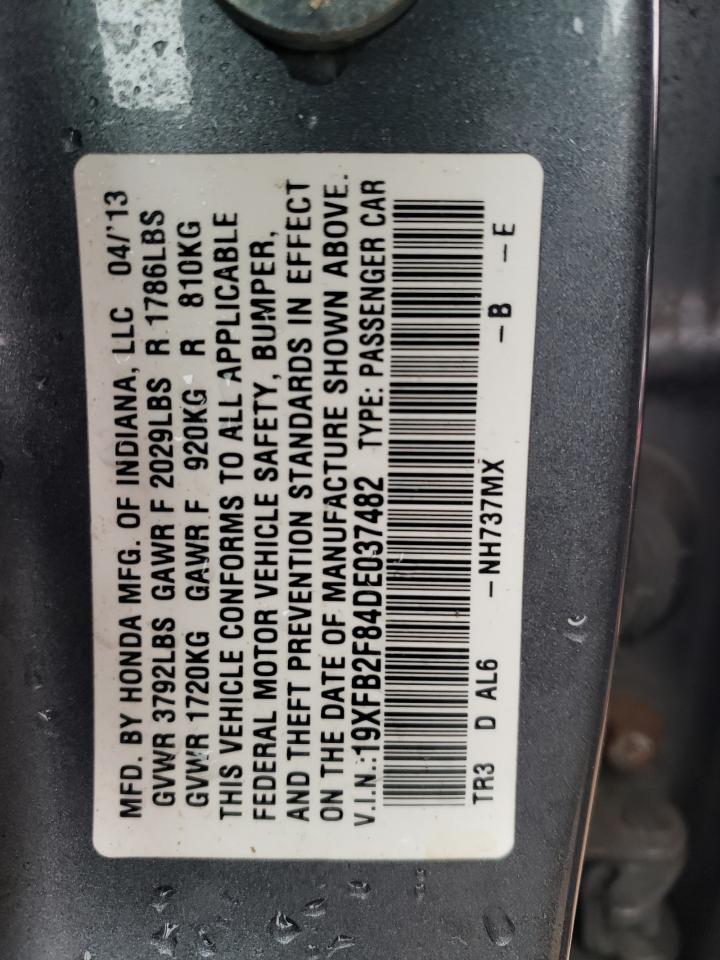 MFD. BY HONDA MFG. OF INDIANA, LLC 04/'13
GVWR 3792LBS GAWR F 2029LBS R 1786LBS
GVWR 1720KG GAWR F 920KG R 810KG
THIS VEHICLE CONFORMS TO ALL APPLICABLE
FEDERAL MOTOR VEHICLE SAFETY, BUMPER,
AND THEFT PREVENTION STANDARDS IN EFFECT
ON THE DATE OF MANUFACTURE SHOWN ABOVE.
V.I.N.:19XFB2F84DE037482 TYPE: PASSENGER CAR
TR3 D AL6 -NH737MX -B -E